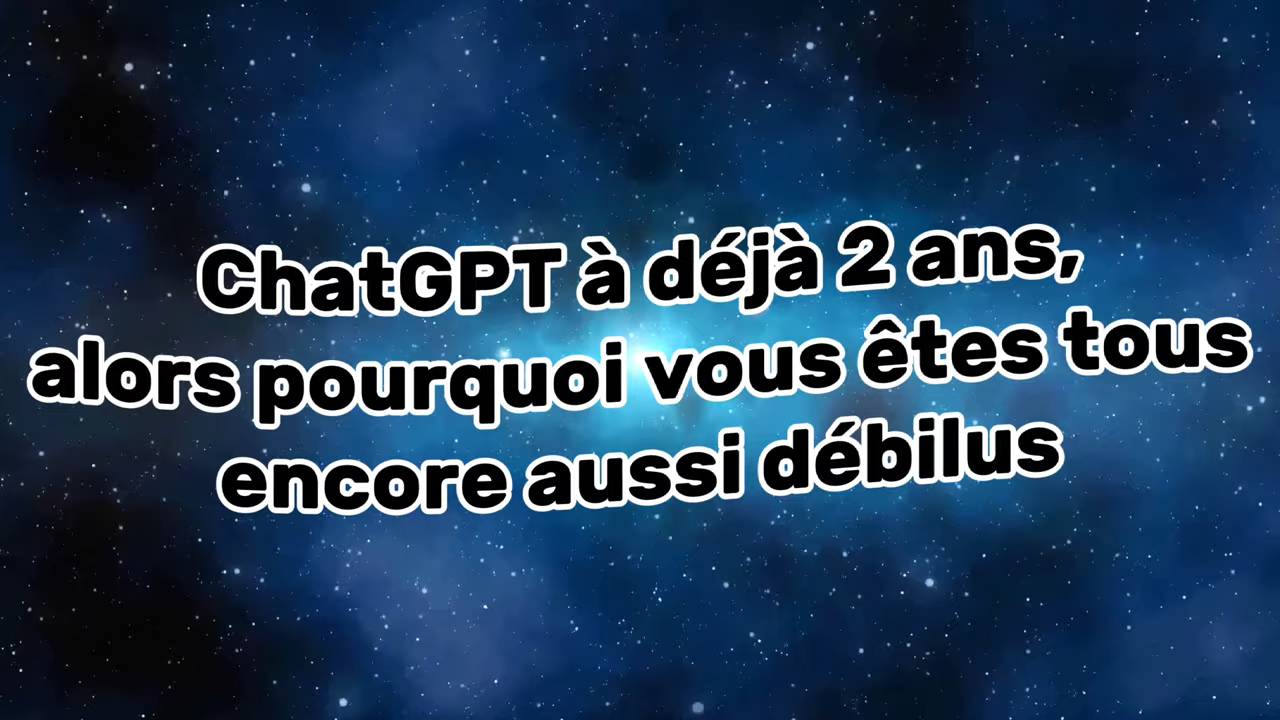 ChatGPT à déjà 2 ans,
alors pourquoi vous êtes tous
encore aussi débilus